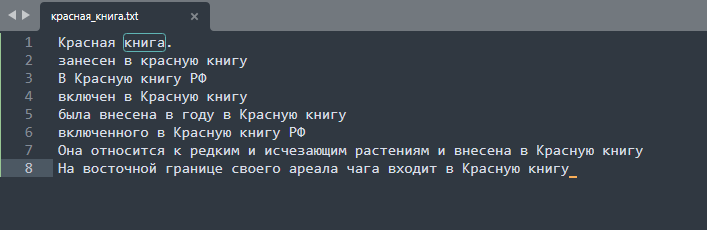 красная_книга.txt
1 Красная книга.
2 занесен в красную книгу
3 В Красную книгу РФ
4 включен в Красную книгу
5 была внесена в году в Красную книгу
6 включенного в Красную книгу РФ
7 Она относится к редким и исчезающим растениям и внесена в Красную книгу
8 На восточной границе своего ареала чага входит в Красную книгу